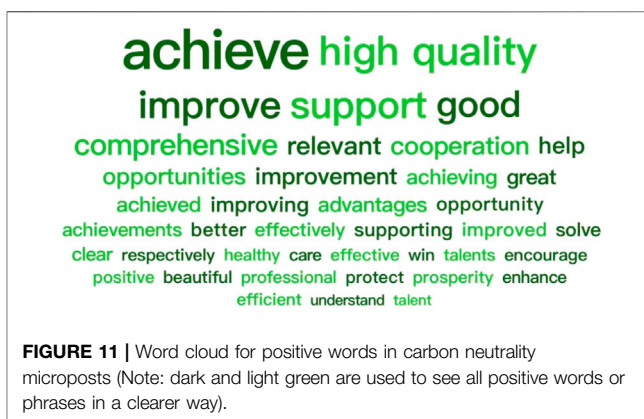 achieve high quality
improve support good
comprehensive relevant cooperation help
opportunities improvement achieving great
achieved improving advantages opportunity
achievements better effectively supporting improved solve
clear respectively healthy care effective win talents encourage
positive beautiful professional protect prosperity enhance
efficient understand talent
FIGURE 11 | Word cloud for positive words in carbon neutrality
microposts (Note: dark and light green are used to see all positive words or
phrases in a clearer way).